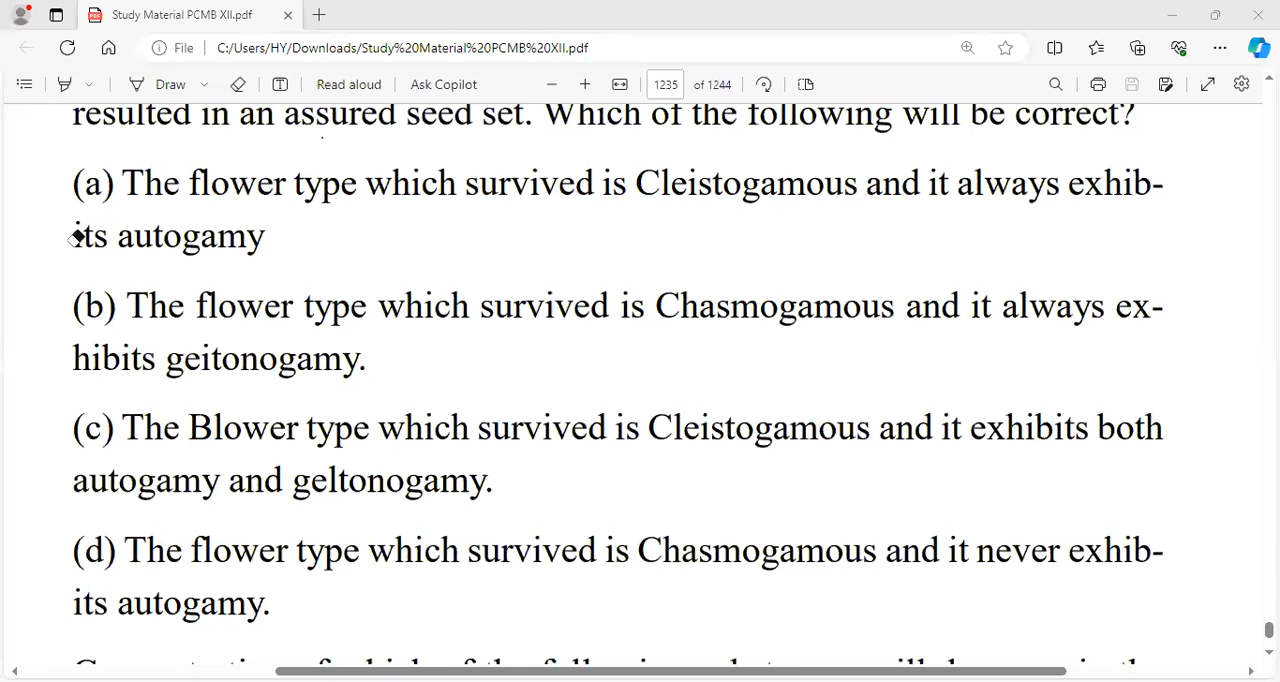 Study Material PCMB XII.pdf
File C:/Users/HY/Downloads/Study%20Material%20PCMB%20XII.pdf
Draw Read aloud Ask Copilot 1235 of 1244
resulted in an assured seed set. Which of the following will be correct?
(a) The flower type which survived is Cleistogamous and it always exhib-
its autogamy
(b) The flower type which survived is Chasmogamous and it always ex-
hibits geitonogamy.
(c) The Blower type which survived is Cleistogamous and it exhibits both
autogamy and geltonogamy.
(d) The flower type which survived is Chasmogamous and it never exhib-
its autogamy.